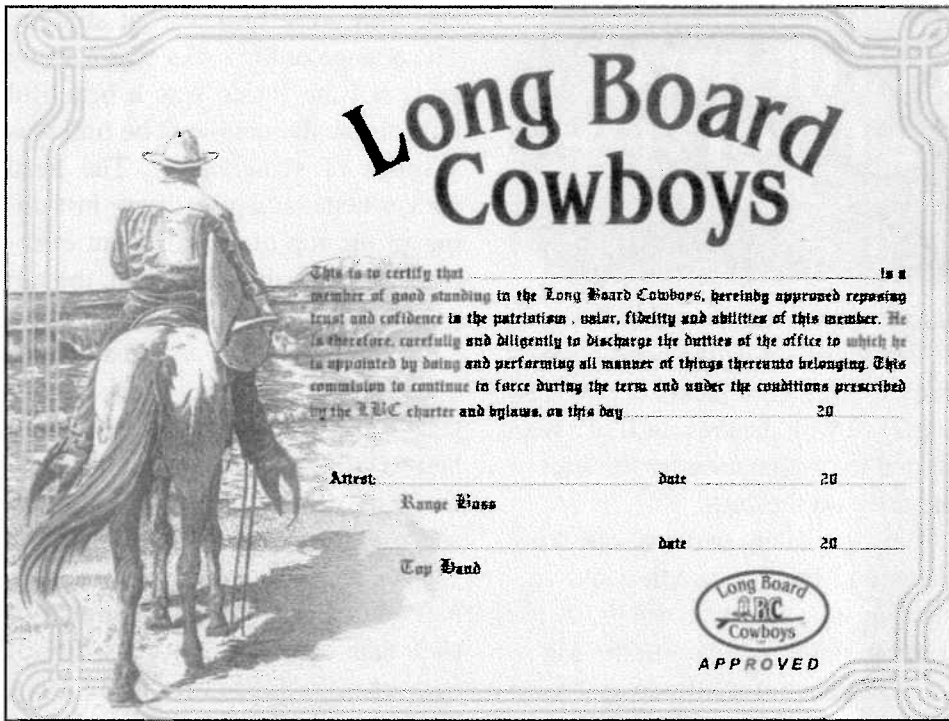 Long Board
Cowboys
This is to certify that is a
member of good standing in the Long Board Cowboys, hereinby approved reposing
trust and cofidence in the patriotism , valor, fidelity and abilities of this member. He
is therefore, carefully and diligently to discharge the dutties of the office to which he
is appointed by doing and performing all manner of things thereunto belonging. This
commision to continue in force during the term and under the conditions prescribed
by the LBC charter and bylaws, on this day 20
Attest: date 20
Range Boss
date 20
Top Hand
Long Board
LBC
Cowboys
APPROVED